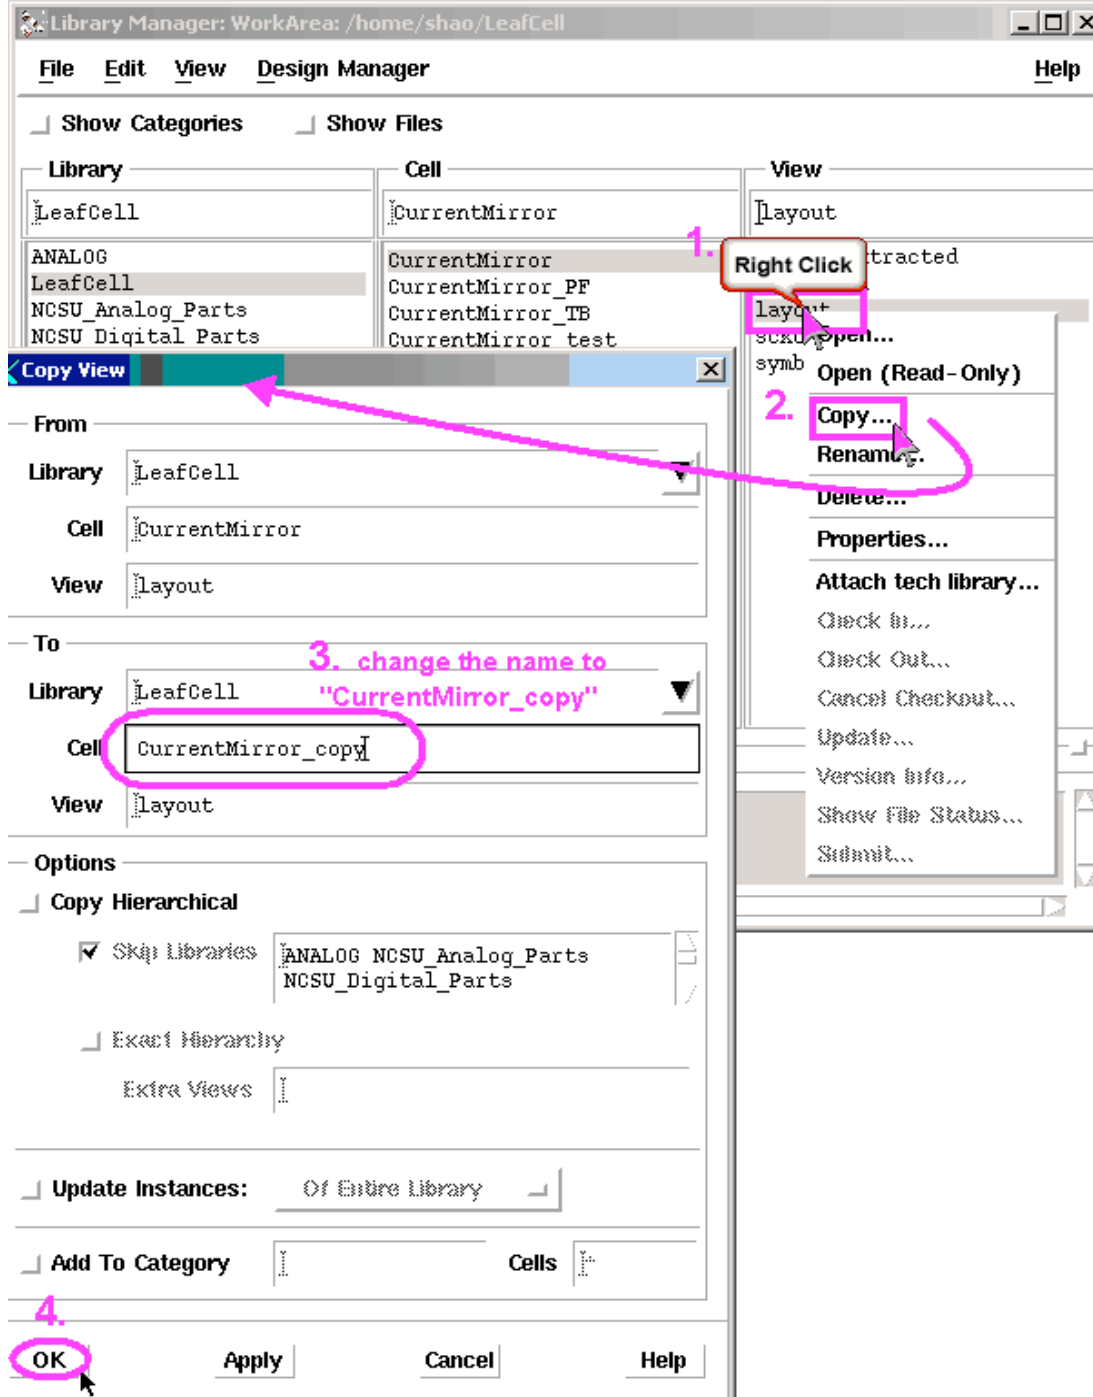 Library Manager: WorkArea: /home/shao/LeafCell
File Edit View Design Manager Help
Show Categories Show Files
Library Cell View
LeafCell CurrentMirror layout
ANALOG
LeafCell
NCSU_Analog_Parts
NCSU_Digital_Parts
CurrentMirror
CurrentMirror_PF
CurrentMirror_TB
CurrentMirror_test
tracted
layout
symb
1.
Right Click
Open...
Open (Read-Only)
2.
Copy...
Rename...
Delete...
Properties...
Attach tech library...
Check In...
Check Out...
Cancel Checkout...
Update...
Version Info...
Show File Status...
Submit...
Copy View
From
Library LeafCell
Cell CurrentMirror
View layout
To
3. change the name to
"CurrentMirror_copy"
Library LeafCell
Cell CurrentMirror_copy
View layout
Options
Copy Hierarchical
Skip Libraries ANALOG NCSU_Analog_Parts
NCSU_Digital_Parts
Exact Hierarchy
Extra Views
Update Instances: Of Entire Library
Add To Category Cells
4.
OK Apply Cancel Help